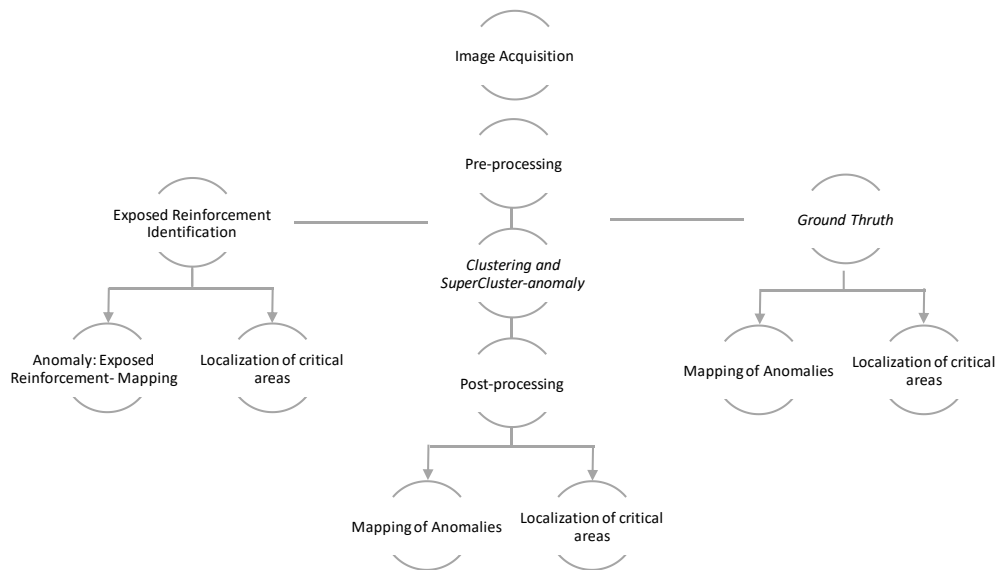 Image Acquisition
Pre-processing
Exposed Reinforcement
Identification
Ground Thruth
Clustering and
SuperCluster-anomaly
Anomaly: Exposed
Reinforcement- Mapping
Localization of critical
areas
Post-processing
Mapping of Anomalies
Localization of critical
areas
Mapping of Anomalies
Localization of critical
areas